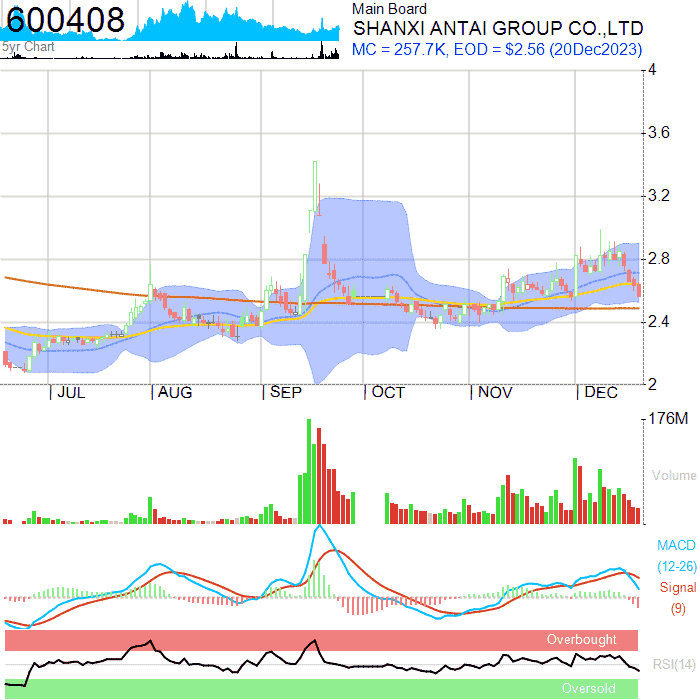 600408
5yr Chart
Main Board
SHANXI ANTAI GROUP CO.,LTD
MC = 257.7K, EOD = $2.56 (20Dec2023)
4
3.6
3.2
2.8
2.4
2
JUL AUG SEP OCT NOV DEC
176M
Volume
MACD
(12-26)
Signal
(9)
Overbought
RSI(14)
Oversold